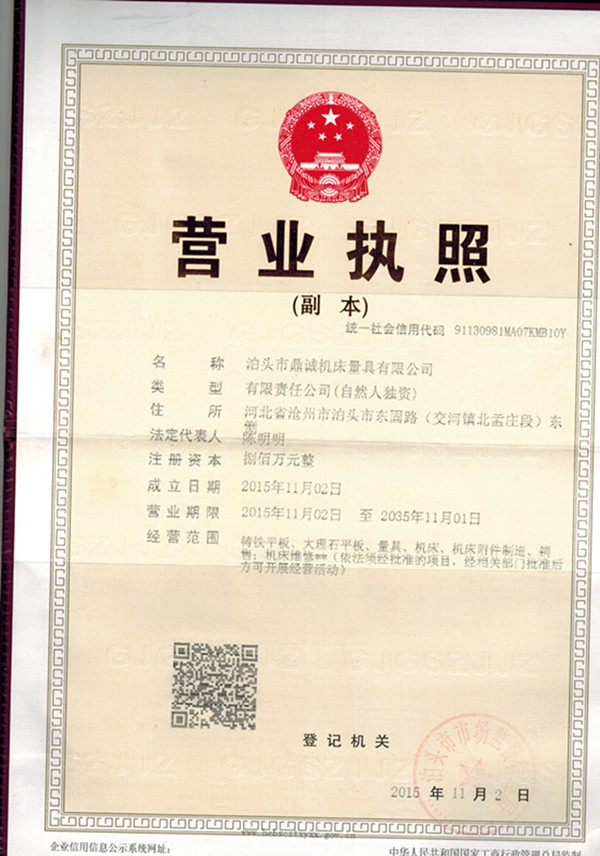 营业执照
(副 本)
统一社会信用代码 91130981MA07KMB10Y
名 称 泊头市鼎诚机床量具有限公司
类 型 有限责任公司(自然人独资)
住 所 河北省沧州市泊头市东固路（交河镇北孟庄段）东
侧
法定代表人 陈明明
注册资本 捌佰万元整
成立日期 2015年11月02日
营业期限 2015年11月02日 至 2035年11月01日
经营范围 铸铁平板、大理石平板、量具、机床、机床附件制造、销
售；机床维修**（依法须经批准的项目，经相关部门批准后
方可开展经营活动）
登记机关
泊头市市场监
2015 年 11 月 2 日
企业信用信息公示系统网址：
中华人民共和国国家工商行政管理总局监制